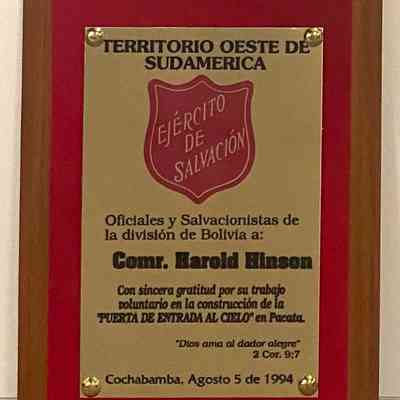 TERRITORIO OESTE DE
SUDAMERICA
EJÉRCITO
DE
SALVACIÓN
Oficiales y Salvacionistas de
la división de Bolivia a:
Comr. Harold Hinson
Con sincera gratitud por su trabajo
voluntario en la construcción de la
"PUERTA DE ENTRADA AL CIELO" en Pacata.
"Dios ama al dador alegre"
2 Cor. 9;7
Cochabamba, Agosto 5 de 1994